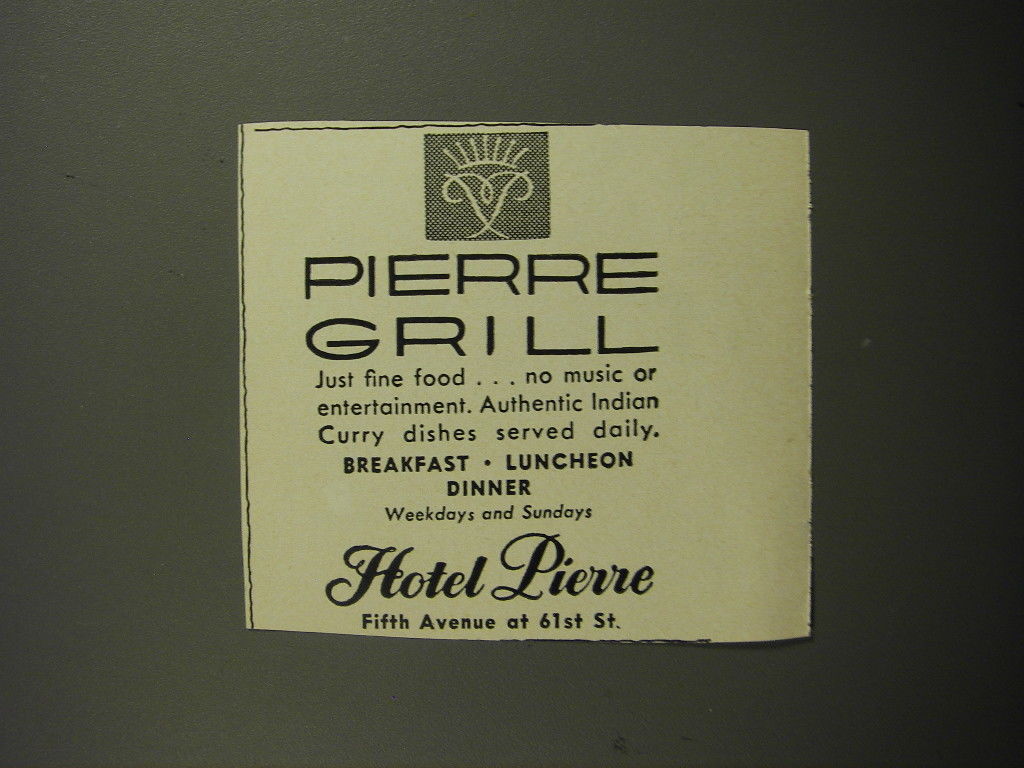 PIERRE
GRILL
Just fine food . . . no music or
entertainment. Authentic Indian
Curry dishes served daily.
BREAKFAST • LUNCHEON
DINNER
Weekdays and Sundays
Hotel Pierre
Fifth Avenue at 61st St.